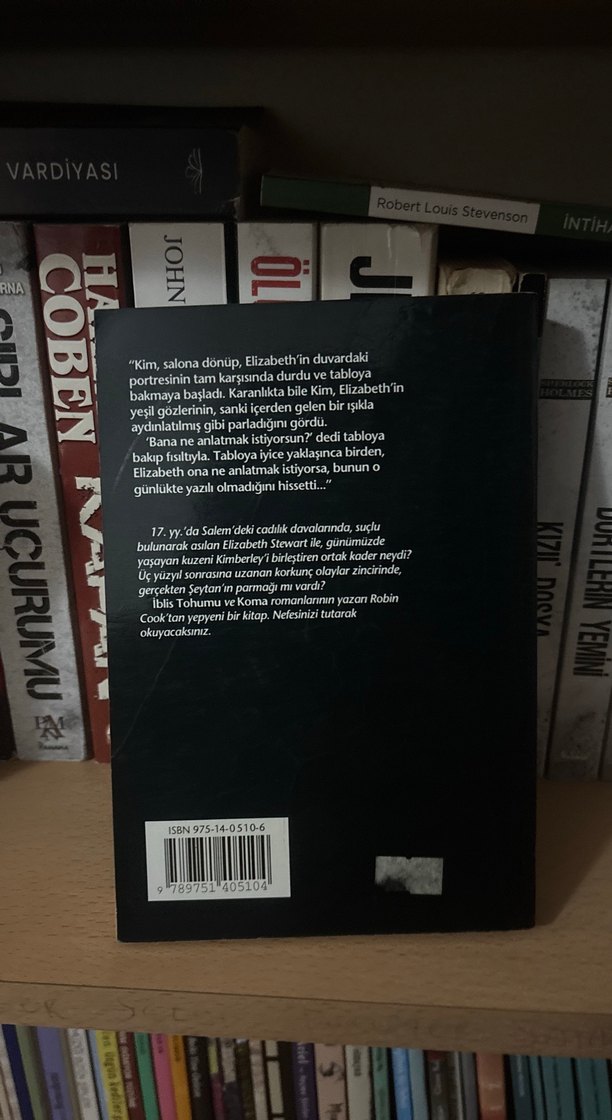 VARDİYASI
Robert Louis Stevenson
İNTİHA
COBEN
JOHN
ÖL
UÇURUMU
SHERLOCK
HOLMES
KIZIL DOSYA
DÖRTLERİN YEMİNİ
“Kim, salona dönüp, Elizabeth’in duvardaki
portresinin tam karşısında durdu ve tabloya
bakmaya başladı. Karanlıkta bile Kim, Elizabeth’in
yeşil gözlerinin, sanki içerden gelen bir ışıkla
aydınlatılmış gibi parladığını gördü.
‘Bana ne anlatmak istiyorsun?’ dedi tabloya
bakıp fısıltıyla. Tabloya iyice yaklaşınca birden,
Elizabeth ona ne anlatmak istiyorsa, bunun o
günlükte yazılı olmadığını hissetti...”
17. yy.’da Salem’deki cadılık davalarında, suçlu
bulunarak asılan Elizabeth Stewart ile, günümüzde
yaşayan kuzeni Kimberley’i birleştiren ortak kader neydi?
Üç yüzyıl sonrasına uzanan korkunç olaylar zincirinde,
gerçekten Şeytan’ın parmağı mı vardı?
İblis Tohumu ve Koma romanlarının yazarı Robin
Cook’tan yepyeni bir kitap. Nefesinizi tutarak
okuyacaksınız.
ISBN 975-14-0510-6
9 789751 405104